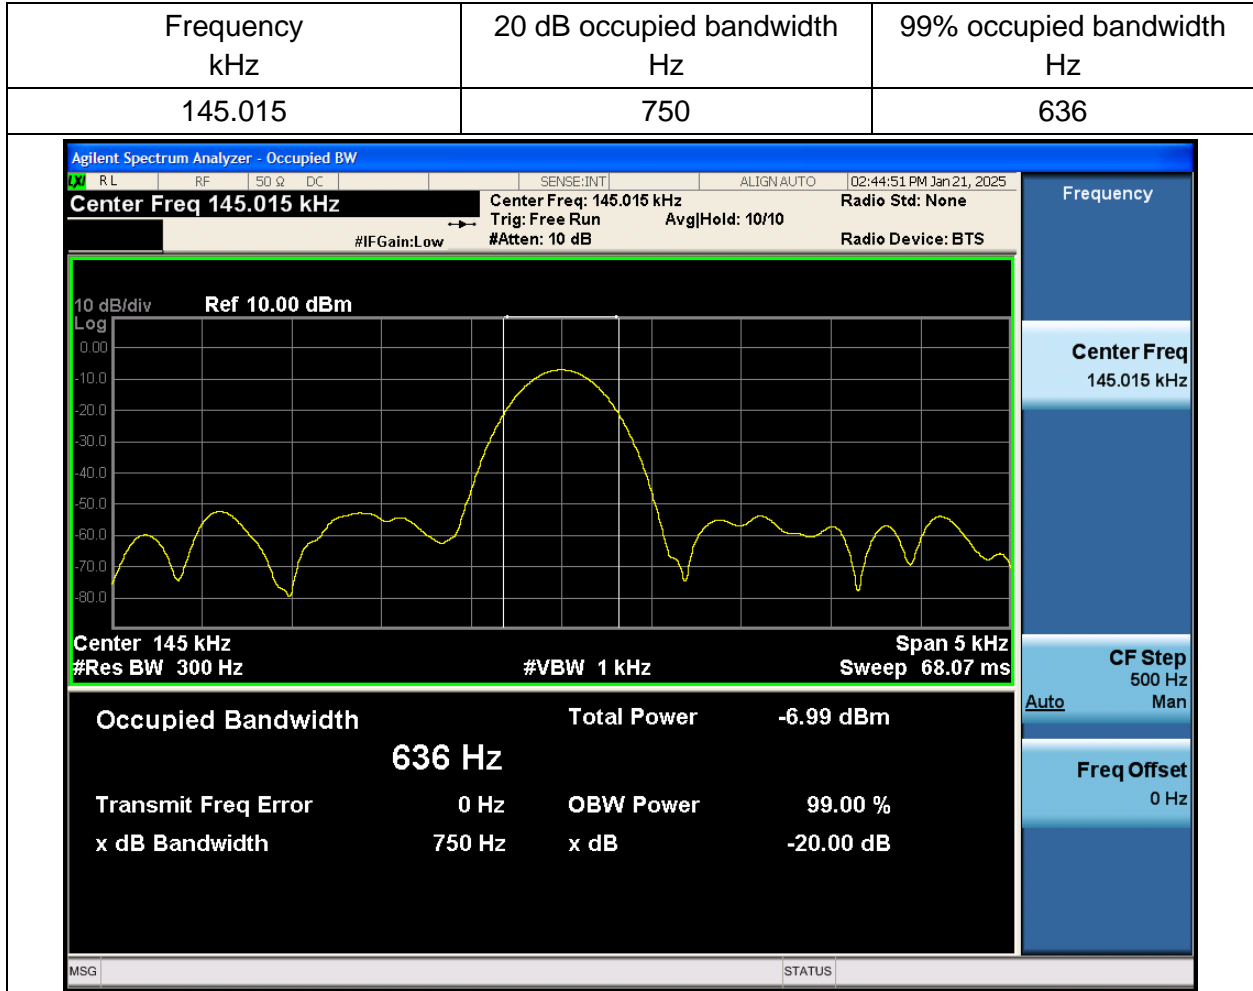 Frequency 20 dB occupied bandwidth 99% occupied bandwidth
kHz Hz Hz
145.015 750 636
Agilent Spectrum Analyzer - Occupied BW
LXI RL RF 50 Ω DC SENSE:INT ALIGN AUTO 02:44:51 PM Jan 21, 2025
Center Freq 145.015 kHz Center Freq: 145.015 kHz Radio Std: None
Trig: Free Run Avg|Hold: 10/10
#IFGain:Low #Atten: 10 dB Radio Device: BTS
Frequency
10 dB/div Ref 10.00 dBm
Log
0.00
-10.0
-20.0
-30.0
-40.0
-50.0
-60.0
-70.0
-80.0
Center 145 kHz Span 5 kHz
#Res BW 300 Hz #VBW 1 kHz Sweep 68.07 ms
Occupied Bandwidth Total Power -6.99 dBm
636 Hz
Transmit Freq Error 0 Hz OBW Power 99.00 %
x dB Bandwidth 750 Hz x dB -20.00 dB
Center Freq
145.015 kHz
CF Step
500 Hz
Auto Man
Freq Offset
0 Hz
MSG STATUS